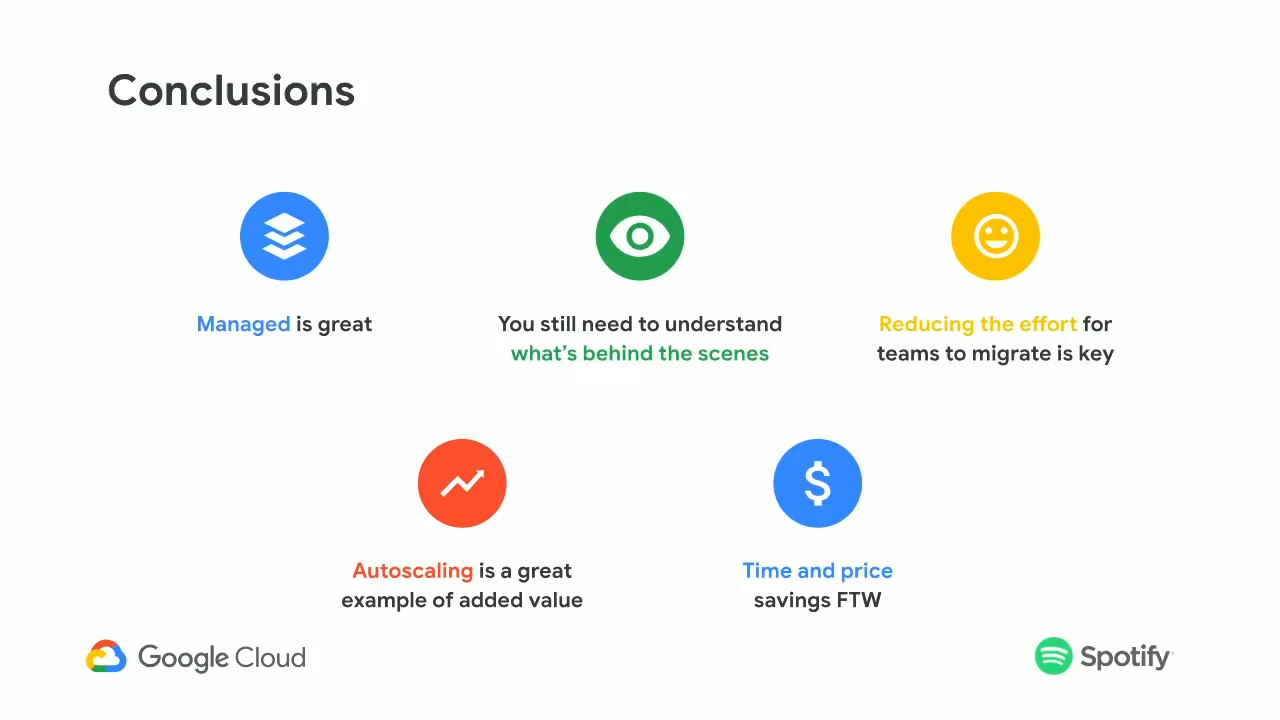 Conclusions
Managed is great
You still need to understand
what's behind the scenes
Reducing the effort for
teams to migrate is key
Autoscaling is a great
example of added value
Time and price
savings FTW
Google Cloud
Spotify